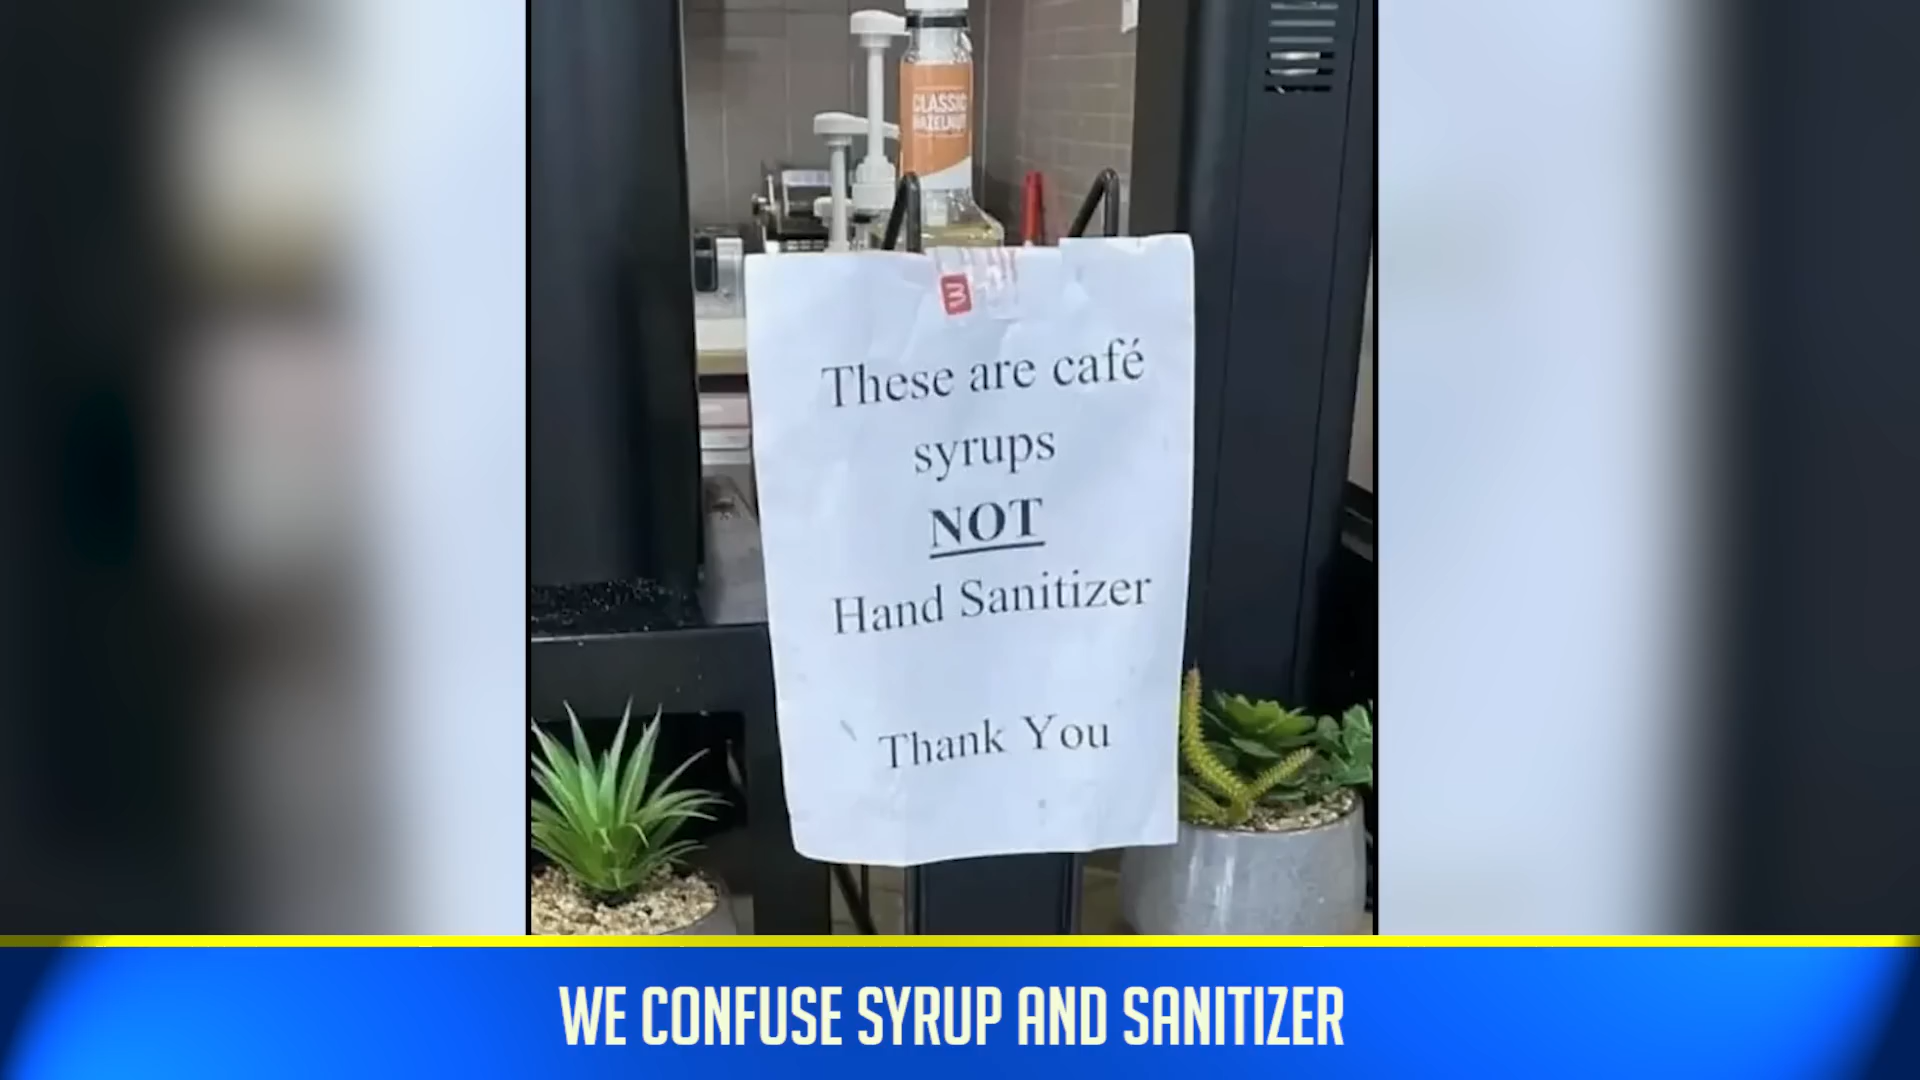 CLASSIC
HAZELNUT
These are café
syrups
NOT
Hand Sanitizer
Thank You
WE CONFUSE SYRUP AND SANITIZER